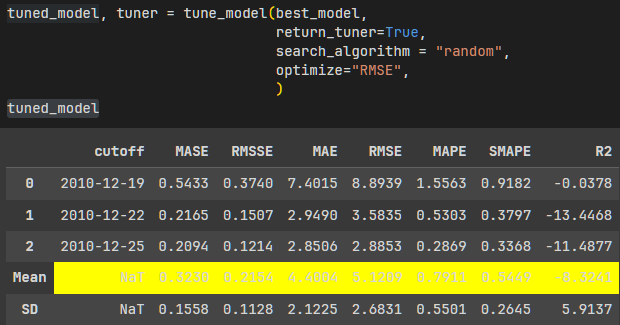 tuned_model, tuner = tune_model(best_model,
return_tuner=True,
search_algorithm = "random",
optimize="RMSE",
)
tuned_model
cutoff MASE RMSSE MAE RMSE MAPE SMAPE R2
0 2010-12-19 0.5433 0.3740 7.4015 8.8939 1.5563 0.9182 -0.0378
1 2010-12-22 0.2165 0.1507 2.9490 3.5835 0.5303 0.3797 -13.4468
2 2010-12-25 0.2094 0.1214 2.8506 2.8853 0.2869 0.3368 -11.4877
Mean NaT 0.3230 0.2154 4.4004 5.1209 0.7911 0.5449 -8.3241
SD NaT 0.1558 0.1128 2.1225 2.6831 0.5501 0.2645 5.9137